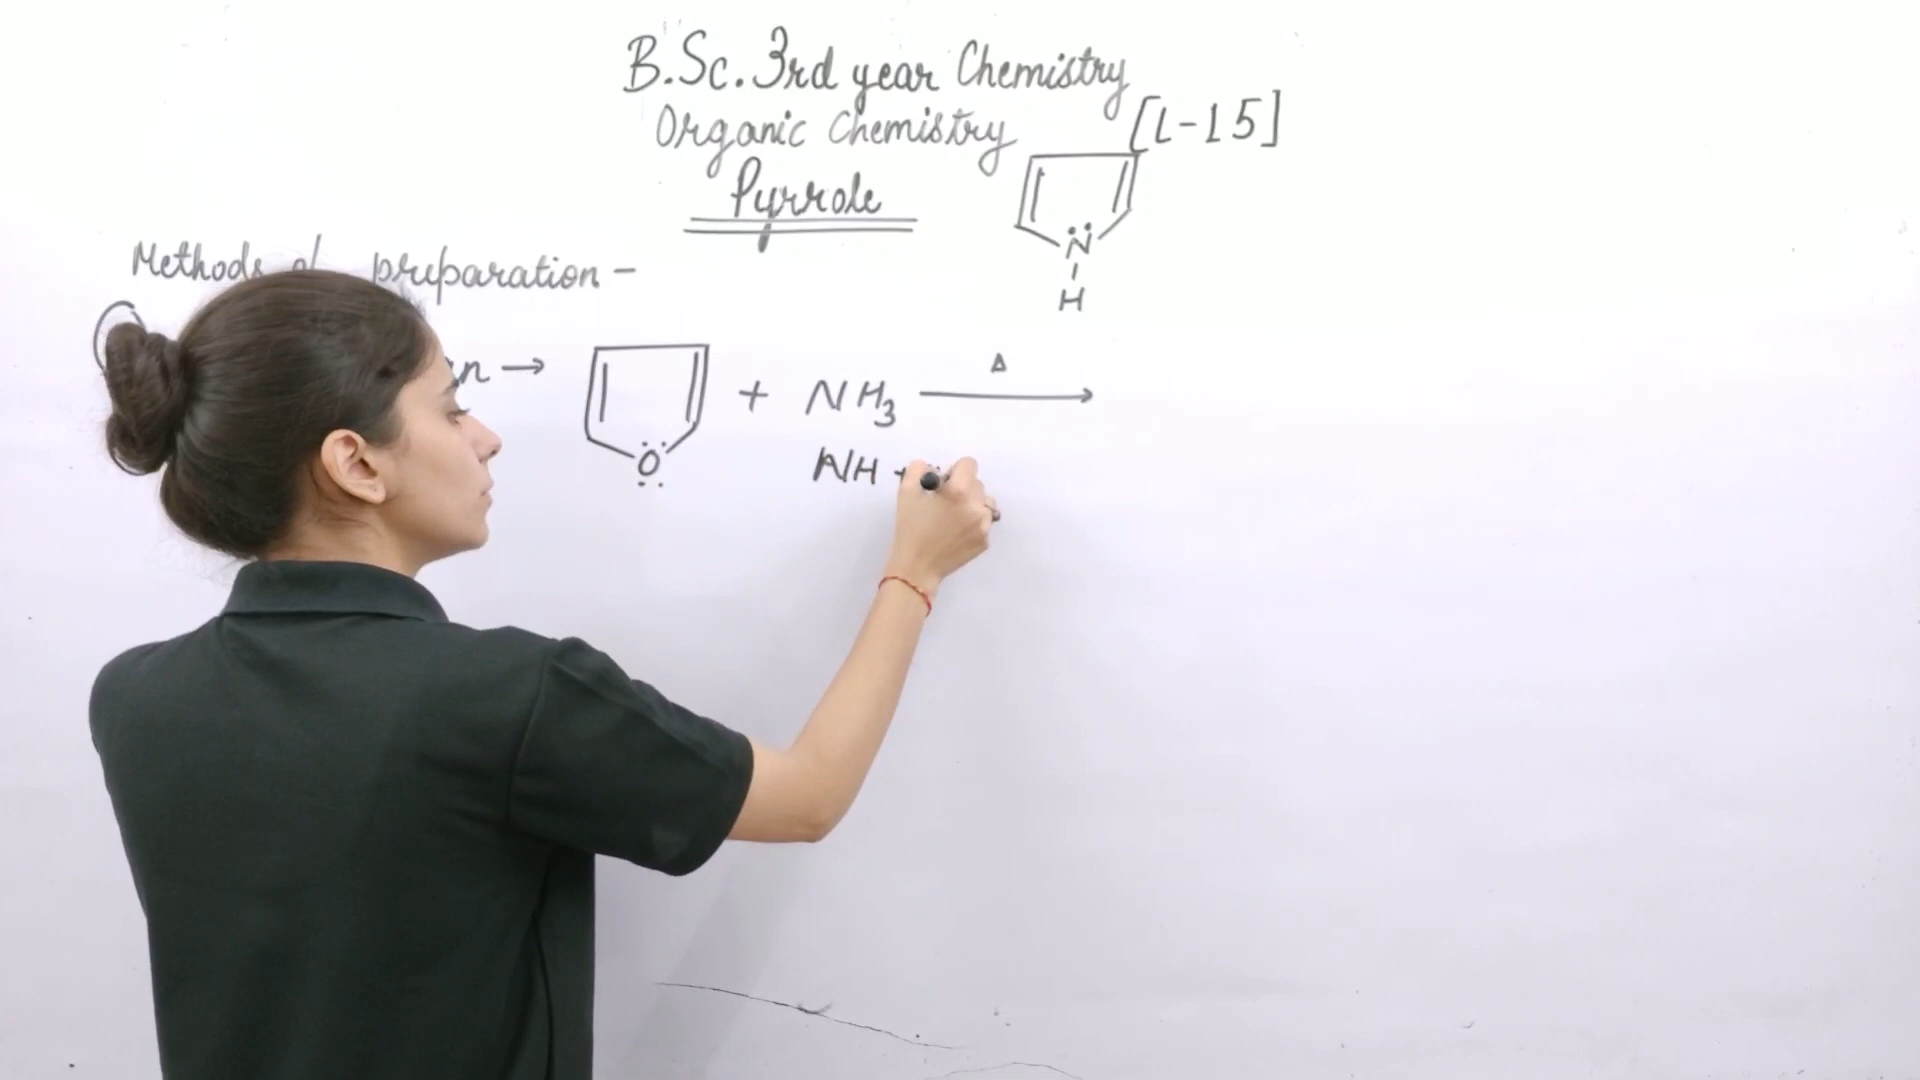 B.Sc. 3rd year Chemistry
Organic Chemistry [L-15]
Pyrrole
N
H
Methods of preparation -
→ O + NH3 Δ →
NH +